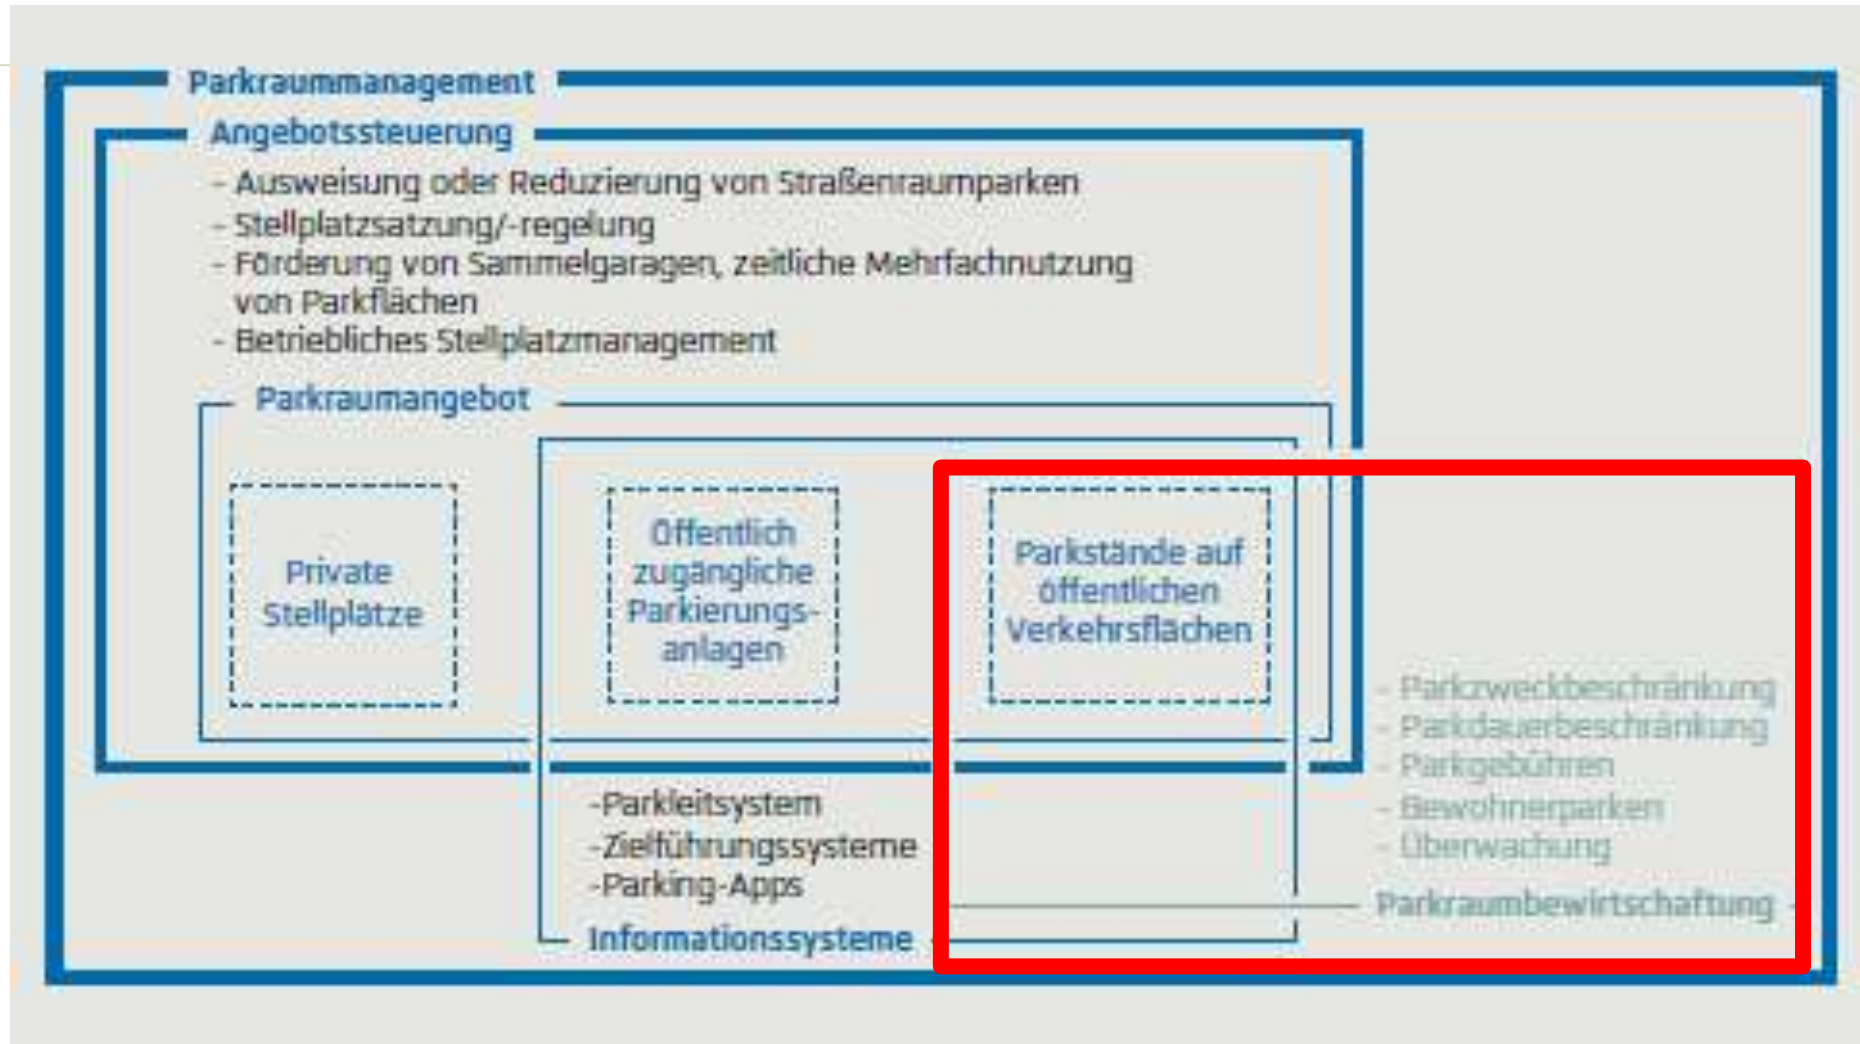 Parkraummanagement
Angebotssteuerung
- Ausweisung oder Reduzierung von Straßenraumparken
- Stellplatzsatzung/-regelung
- Förderung von Sammelgaragen, zeitliche Mehrfachnutzung
von Parkflächen
- Betriebliches Stellplatzmanagement
Parkraumangebot
Private
Stellplätze
Öffentlich
zugängliche
Parkierungs-
anlagen
Parkstände auf
öffentlichen
Verkehrsflächen
- Parkzweckbeschränkung
- Parkdauerbeschränkung
- Parkgebühren
- Bewohnerparken
- Überwachung
Parkraumbewirtschaftung
-Parkleitsystem
-Zielführungssysteme
-Parking-Apps
Informationssysteme